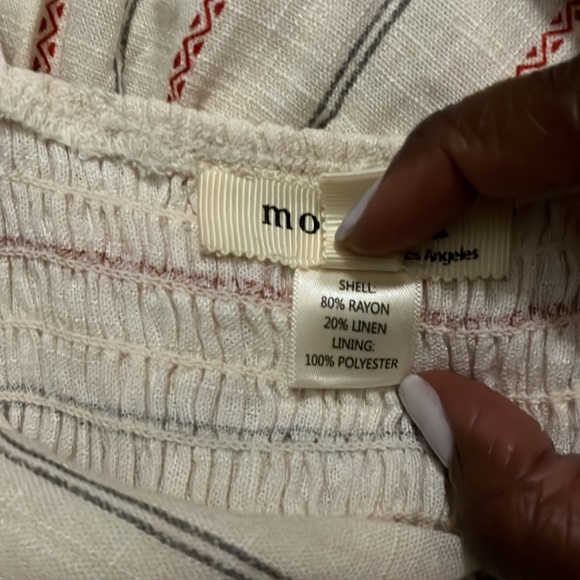 mo
Angeles
SHELL:
80% RAYON
20% LINEN
LINING:
100% POLYESTER